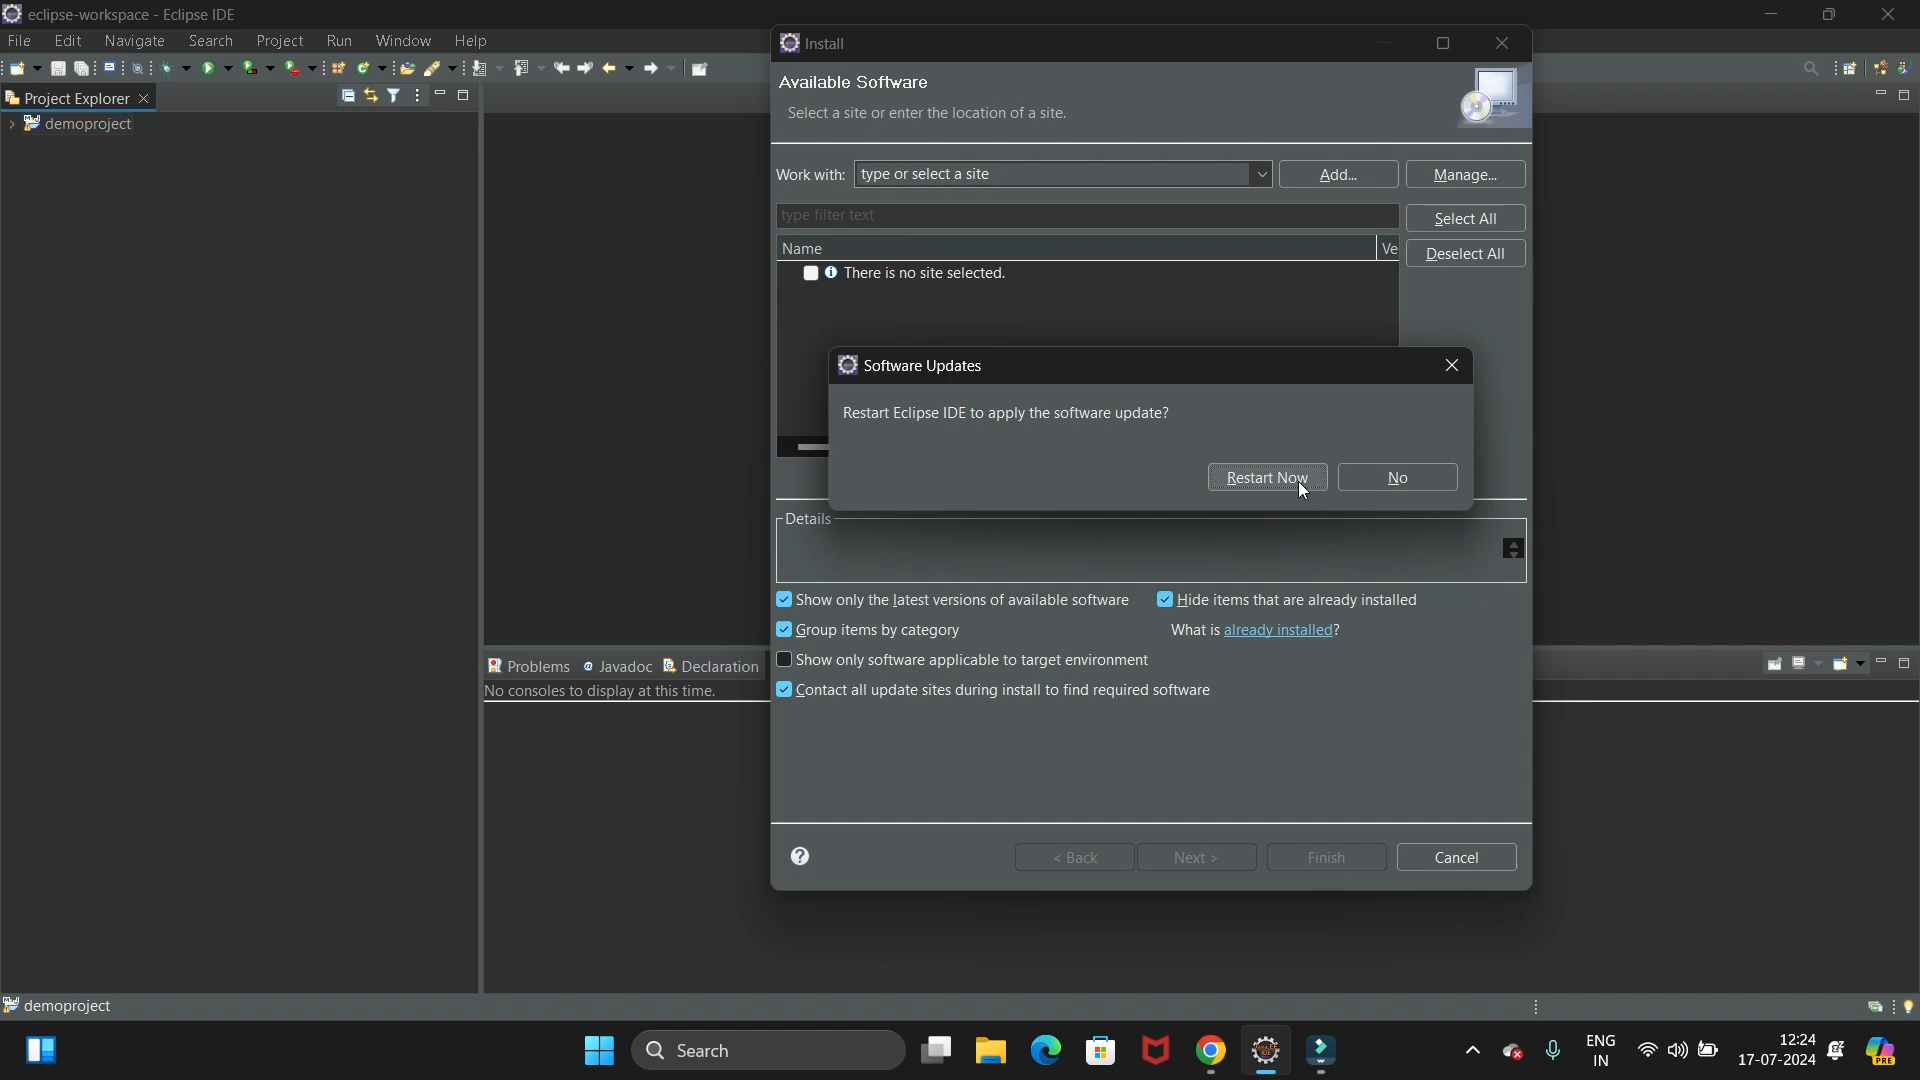 eclipse-workspace - Eclipse IDE
File Edit Navigate Search Project Run Window Help
Project Explorer
demoproject
Install
Available Software
Select a site or enter the location of a site.
Work with: type or select a site Add... Manage...
type filter text
Select All
Name Ve
Deselect All
There is no site selected.
Software Updates
Restart Eclipse IDE to apply the software update?
Restart Now No
Details
Show only the latest versions of available software Hide items that are already installed
Group items by category What is already installed?
Show only software applicable to target environment
Contact all update sites during install to find required software
< Back Next > Finish Cancel
Problems Javadoc Declaration
No consoles to display at this time.
demoproject
Search
ENG
IN
12:24
17-07-2024
PRE